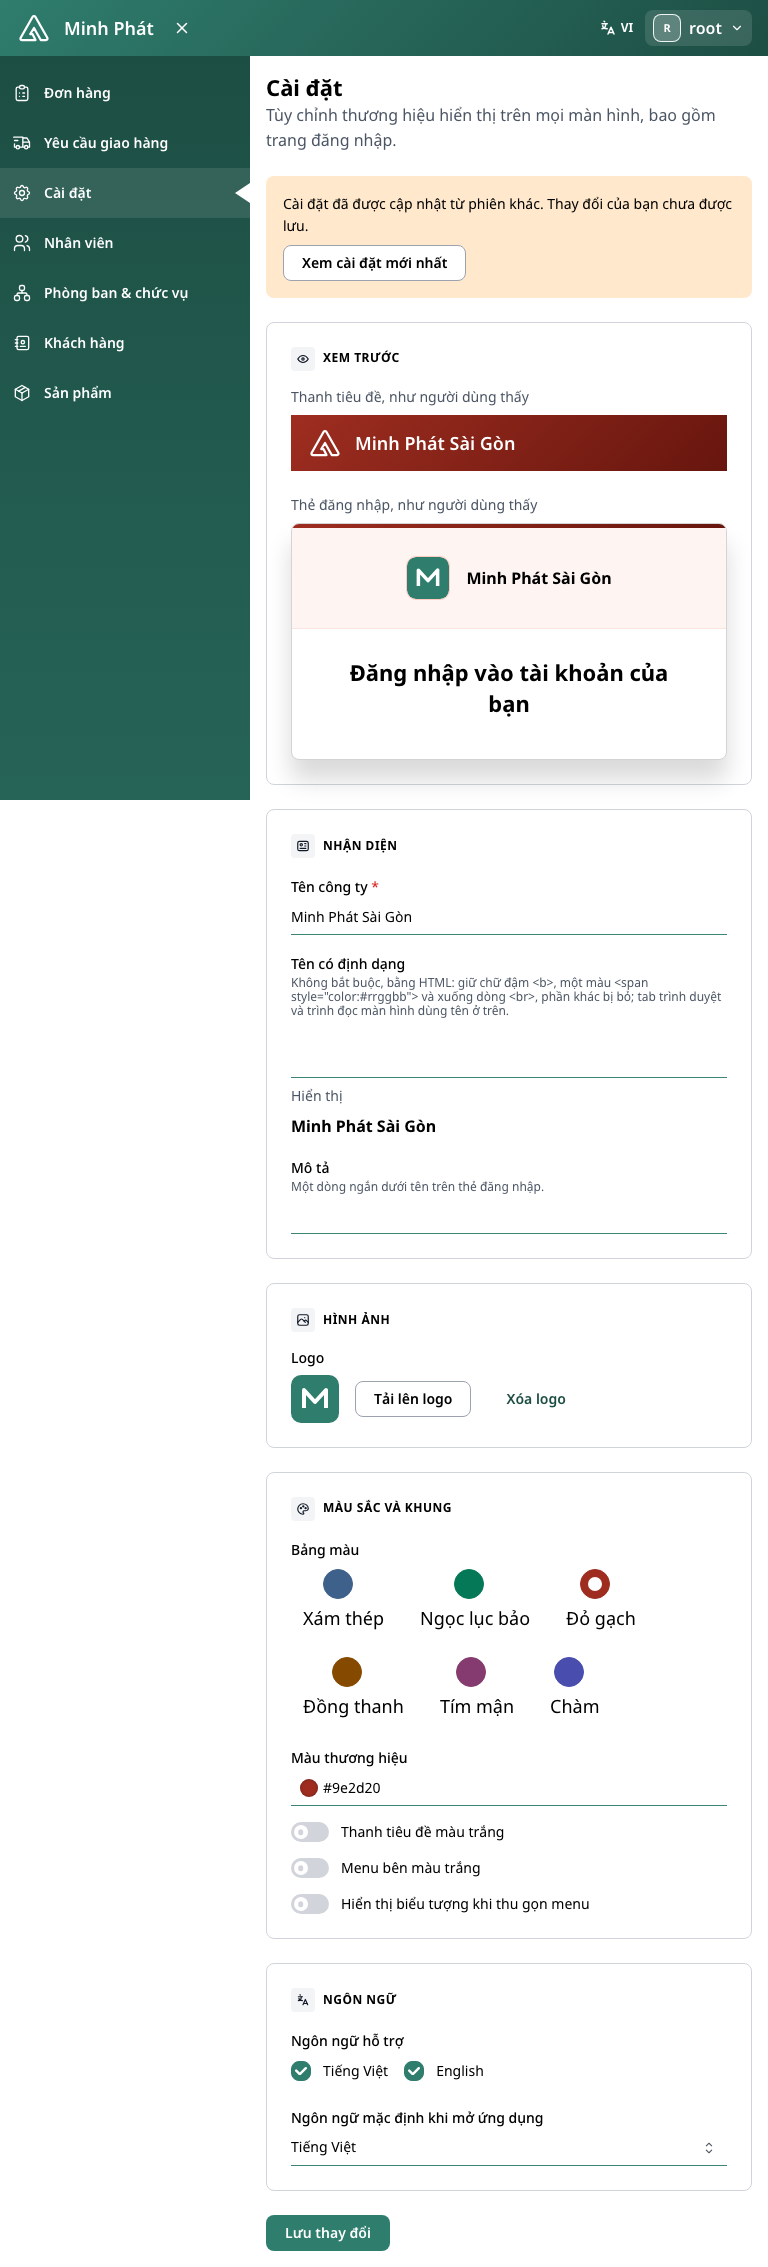 Minh Phát
VI
R
root
Đơn hàng
Yêu cầu giao hàng
Cài đặt
Nhân viên
Phòng ban & chức vụ
Khách hàng
Sản phẩm
Cài đặt
Tùy chỉnh thương hiệu hiển thị trên mọi màn hình, bao gồm
trang đăng nhập.
Cài đặt đã được cập nhật từ phiên khác. Thay đổi của bạn chưa được
lưu.
Xem cài đặt mới nhất
XEM TRƯỚC
Thanh tiêu đề, như người dùng thấy
Minh Phát Sài Gòn
Thẻ đăng nhập, như người dùng thấy
Minh Phát Sài Gòn
Đăng nhập vào tài khoản của
bạn
NHẬN DIỆN
Tên công ty *
Minh Phát Sài Gòn
Tên có định dạng
Không bắt buộc, bằng HTML: giữ chữ đậm <b>, một màu <span
style="color:#rrggbb"> và xuống dòng <br>, phần khác bị bỏ; tab trình duyệt
và trình đọc màn hình dùng tên ở trên.
Hiển thị
Minh Phát Sài Gòn
Mô tả
Một dòng ngắn dưới tên trên thẻ đăng nhập.
HÌNH ẢNH
Logo
Tải lên logo
Xóa logo
MÀU SẮC VÀ KHUNG
Bảng màu
Xám thép
Ngọc lục bảo
Đỏ gạch
Đồng thanh
Tím mận
Chàm
Màu thương hiệu
#9e2d20
Thanh tiêu đề màu trắng
Menu bên màu trắng
Hiển thị biểu tượng khi thu gọn menu
NGÔN NGỮ
Ngôn ngữ hỗ trợ
Tiếng Việt
English
Ngôn ngữ mặc định khi mở ứng dụng
Tiếng Việt
Lưu thay đổi